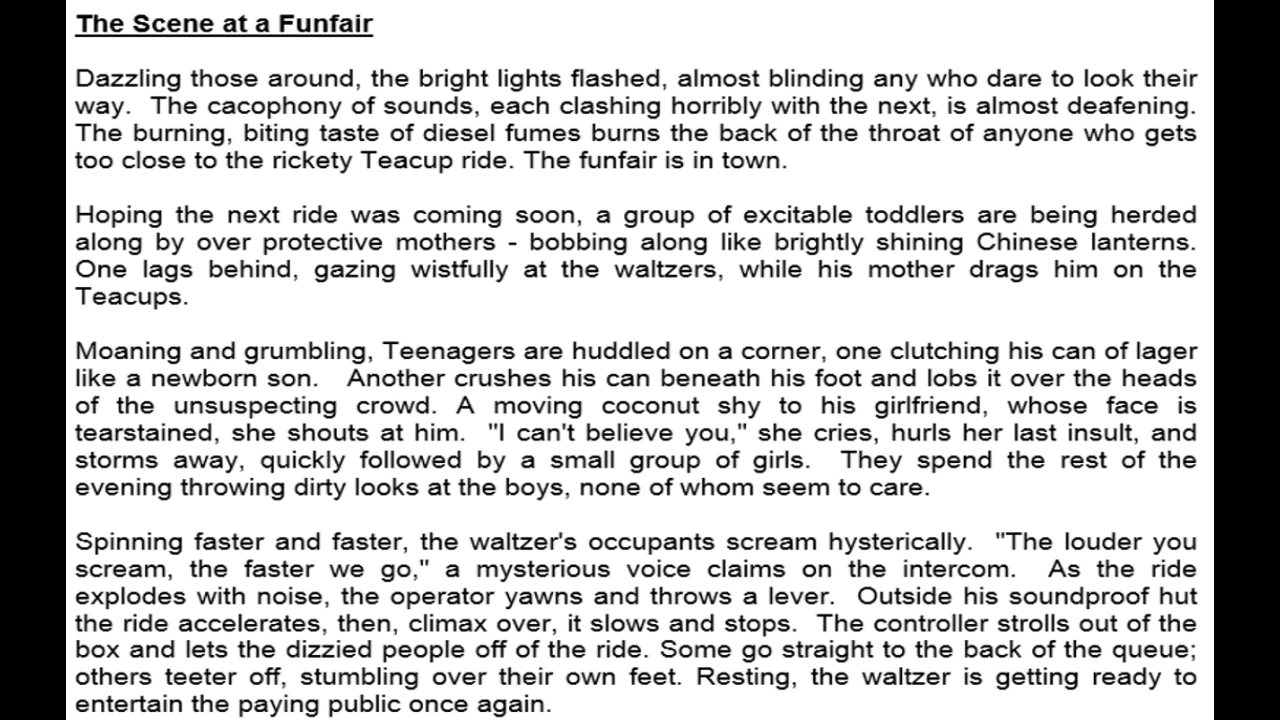 The Scene at a Funfair
Dazzling those around, the bright lights flashed, almost blinding any who dare to look their
way.  The cacophony of sounds, each clashing horribly with the next, is almost deafening.
The burning, biting taste of diesel fumes burns the back of the throat of anyone who gets
too close to the rickety Teacup ride. The funfair is in town.
Hoping the next ride was coming soon, a group of excitable toddlers are being herded
along by over protective mothers - bobbing along like brightly shining Chinese lanterns.
One lags behind, gazing wistfully at the waltzers, while his mother drags him on the
Teacups.
Moaning and grumbling, Teenagers are huddled on a corner, one clutching his can of lager
like a newborn son.   Another crushes his can beneath his foot and lobs it over the heads
of the unsuspecting crowd. A moving coconut shy to his girlfriend, whose face is
tearstained, she shouts at him.  "I can't believe you," she cries, hurls her last insult, and
storms away, quickly followed by a small group of girls.  They spend the rest of the
evening throwing dirty looks at the boys, none of whom seem to care.
Spinning faster and faster, the waltzer's occupants scream hysterically.  "The louder you
scream, the faster we go," a mysterious voice claims on the intercom.  As the ride
explodes with noise, the operator yawns and throws a lever.  Outside his soundproof hut
the ride accelerates, then, climax over, it slows and stops.  The controller strolls out of the
box and lets the dizzied people off of the ride. Some go straight to the back of the queue;
others teeter off, stumbling over their own feet. Resting, the waltzer is getting ready to
entertain the paying public once again.